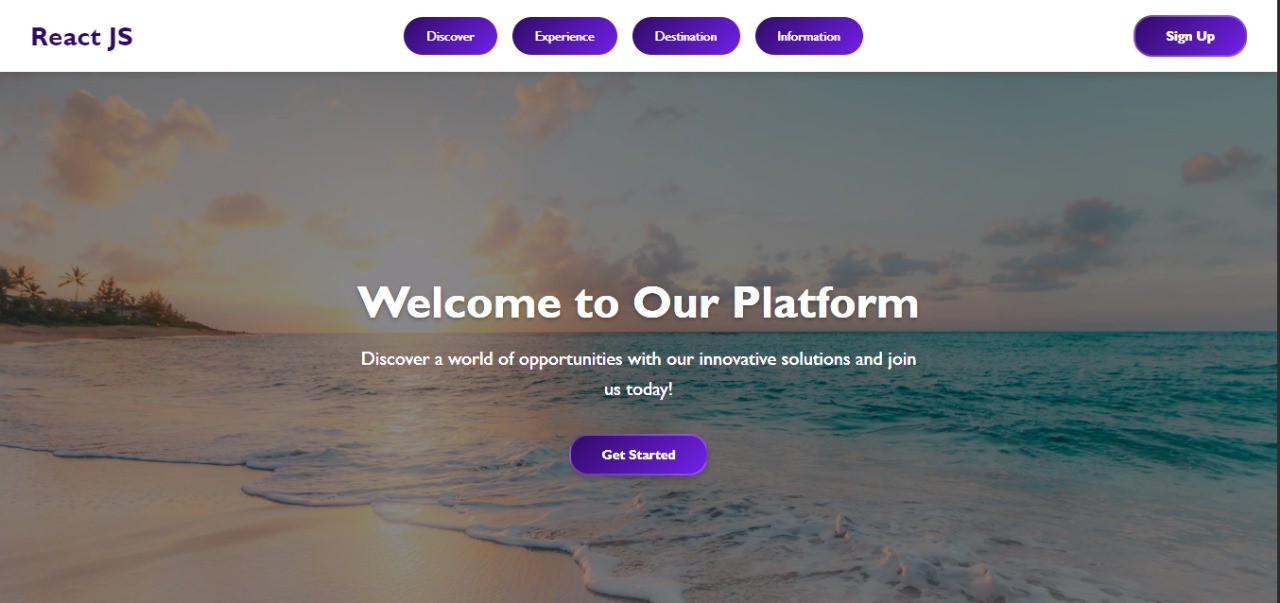 React JS
Discover
Experience
Destination
Information
Sign Up
Welcome to Our Platform
Discover a world of opportunities with our innovative solutions and join
us today!
Get Started